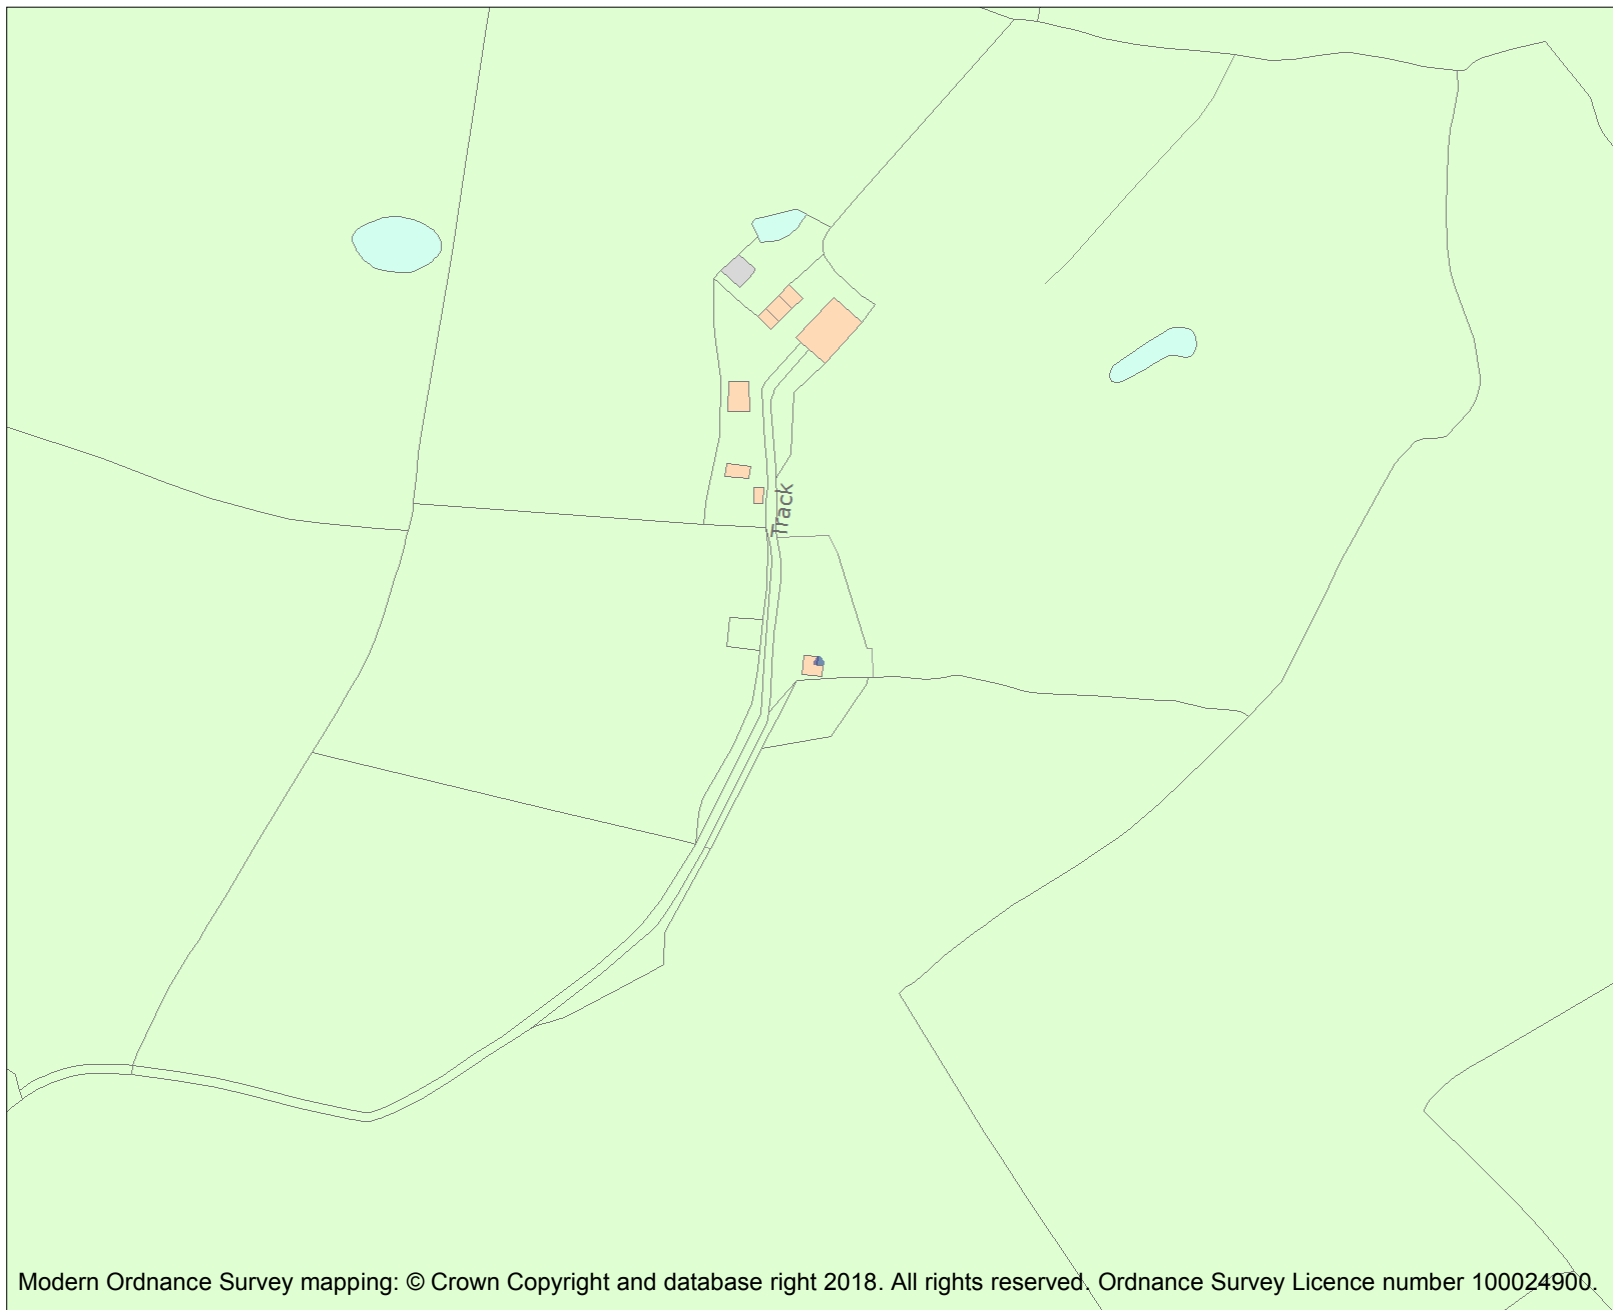 Track
Modern Ordnance Survey mapping: © Crown Copyright and database right 2018. All rights reserved. Ordnance Survey Licence number 100024900.